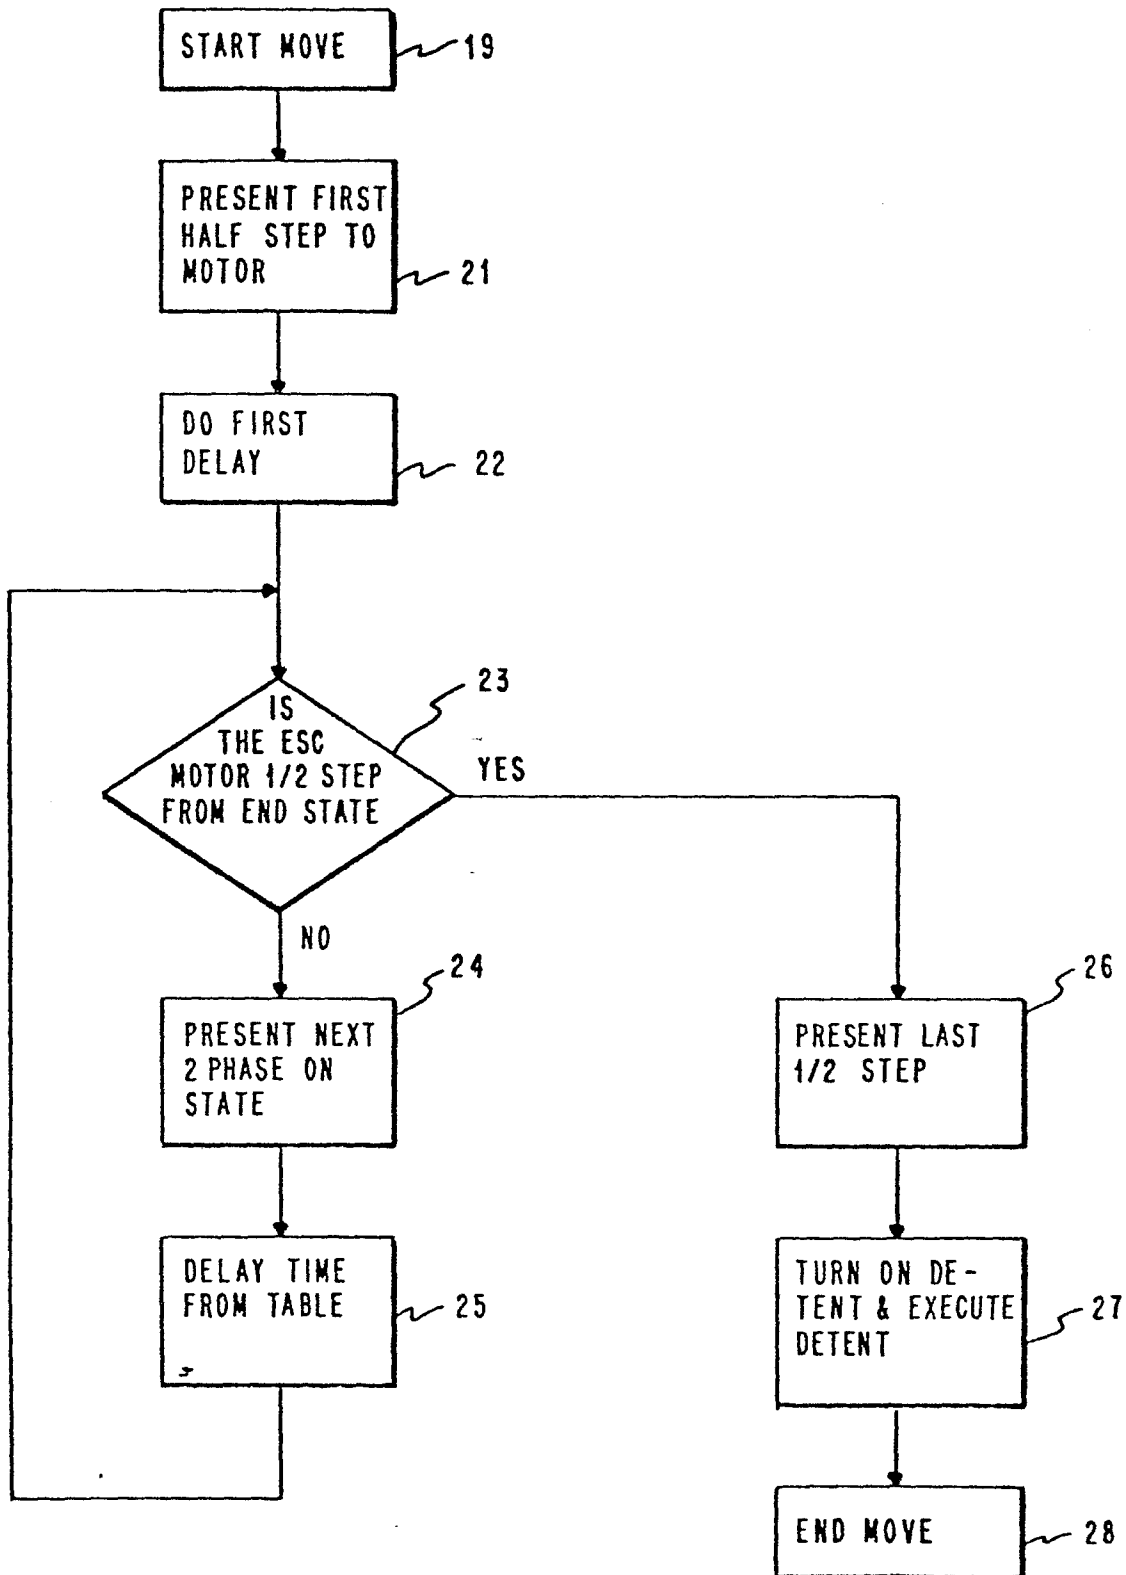 START MOVE
19
PRESENT FIRST
HALF STEP TO
MOTOR
21
DO FIRST
DELAY
22
IS
THE ESC
MOTOR 1/2 STEP
FROM END STATE
23
YES
NO
24
PRESENT NEXT
2 PHASE ON
STATE
DELAY TIME
FROM TABLE
25
26
PRESENT LAST
1/2 STEP
TURN ON DE-
TENT & EXECUTE
DETENT
27
END MOVE
28